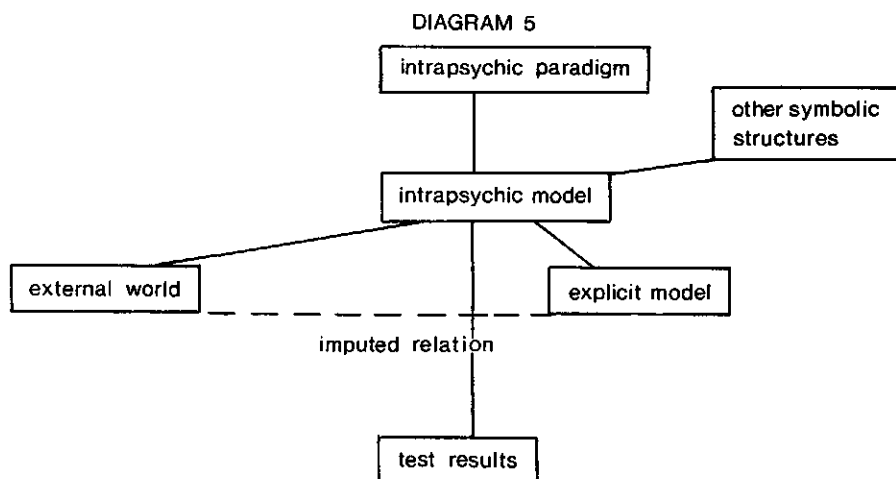 DIAGRAM 5
intrapsychic paradigm
other symbolic
structures
intrapsychic model
external world
explicit model
imputed relation
test results